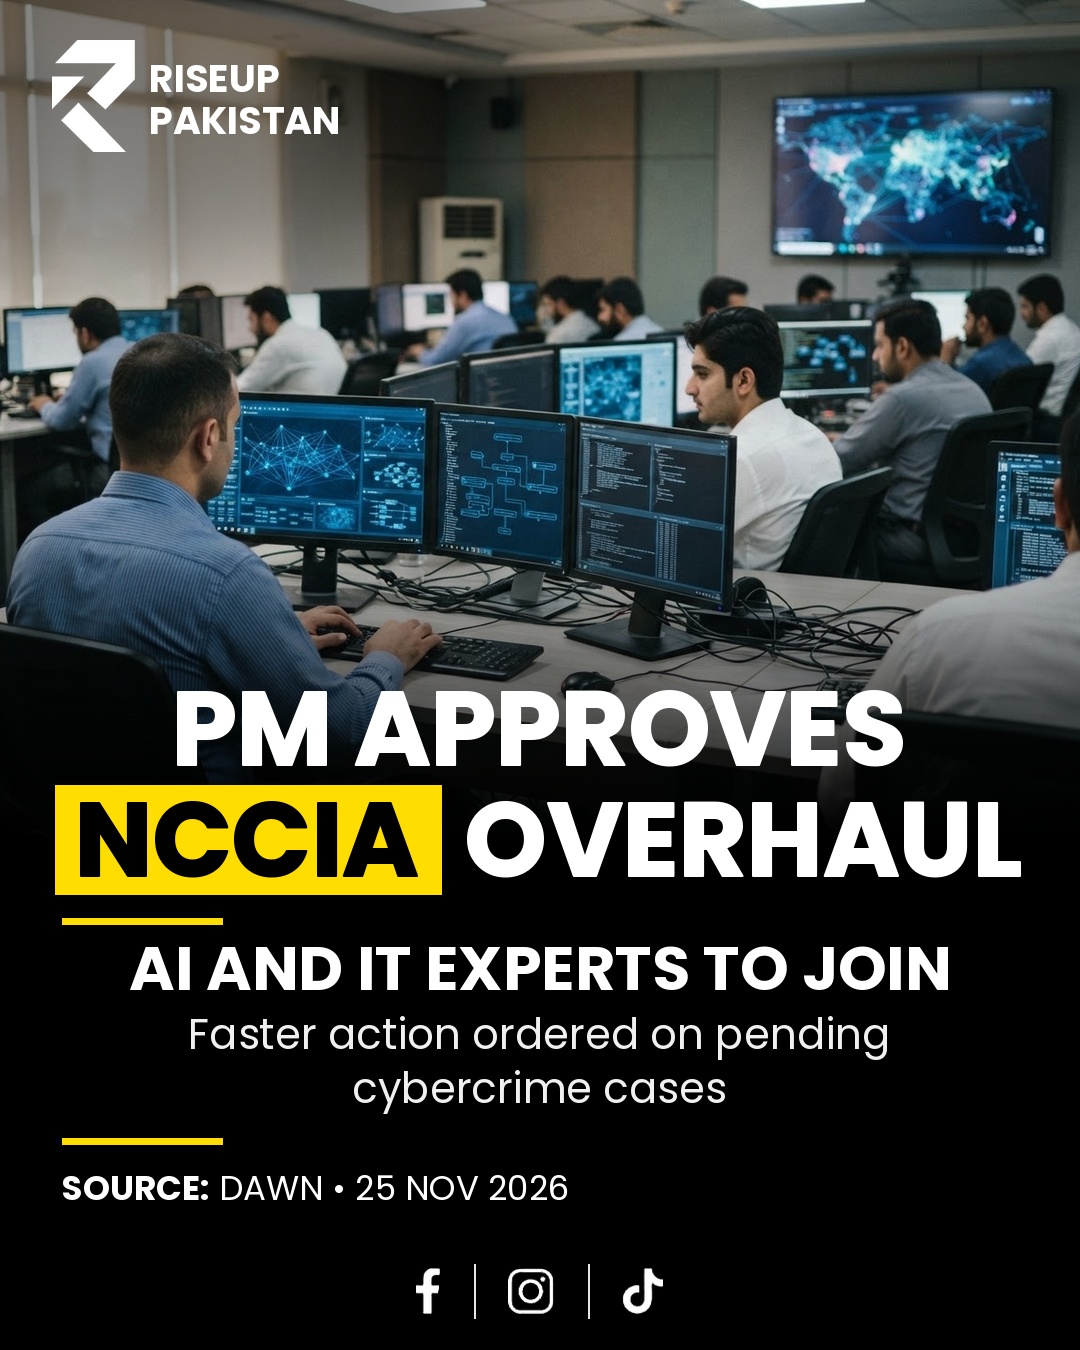 RISEUP
PAKISTAN
PM APPROVES
NCCIA OVERHAUL
AI AND IT EXPERTS TO JOIN
Faster action ordered on pending
cybercrime cases
SOURCE: DAWN • 25 NOV 2026